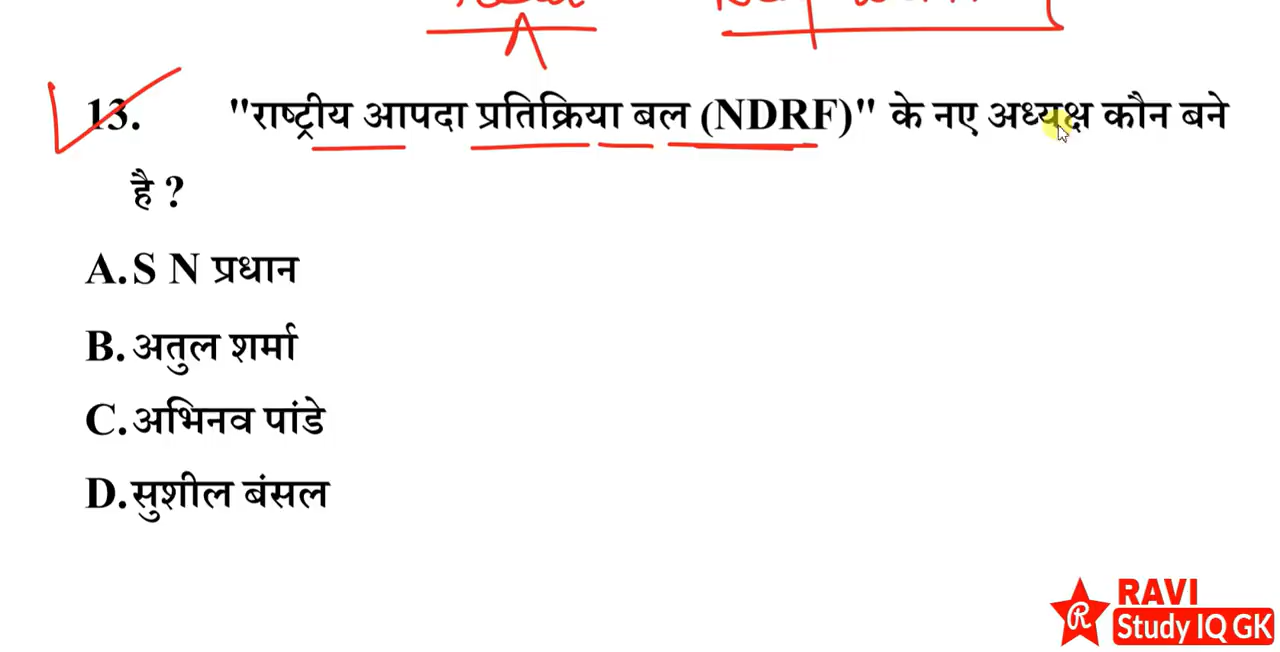 13. "राष्ट्रीय आपदा प्रतिक्रिया बल (NDRF)" के नए अध्यक्ष कौन बने
है ?
A. S N प्रधान
B. अतुल शर्मा
C. अभिनव पांडे
D. सुशील बंसल
R RAVI
Study IQ GK